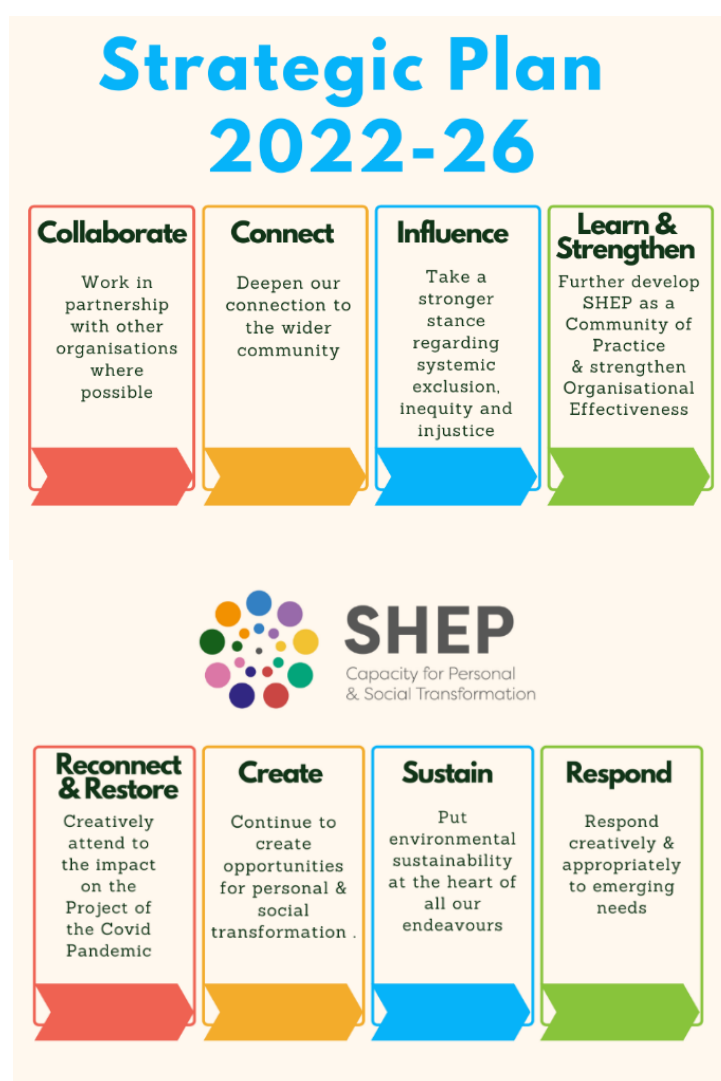 Strategic Plan
2022-26
Collaborate
Work in
partnership
with other
organisations
where
possible
Connect
Deepen our
connection to
the wider
community
Influence
Take a
stronger
stance
regarding
systemic
exclusion,
inequity and
injustice
Learn &
Strengthen
Further develop
SHEP as a
Community of
Practice
& strengthen
Organisational
Effectiveness
SHEP
Capacity for Personal
& Social Transformation
Reconnect
& Restore
Creatively
attend to
the impact
on the
Project of
the Covid
Pandemic
Create
Continue to
create
opportunities
for personal &
social
transformation .
Sustain
Put
environmental
sustainability
at the heart of
all our
endeavours
Respond
Respond
creatively &
appropriately
to emerging
needs